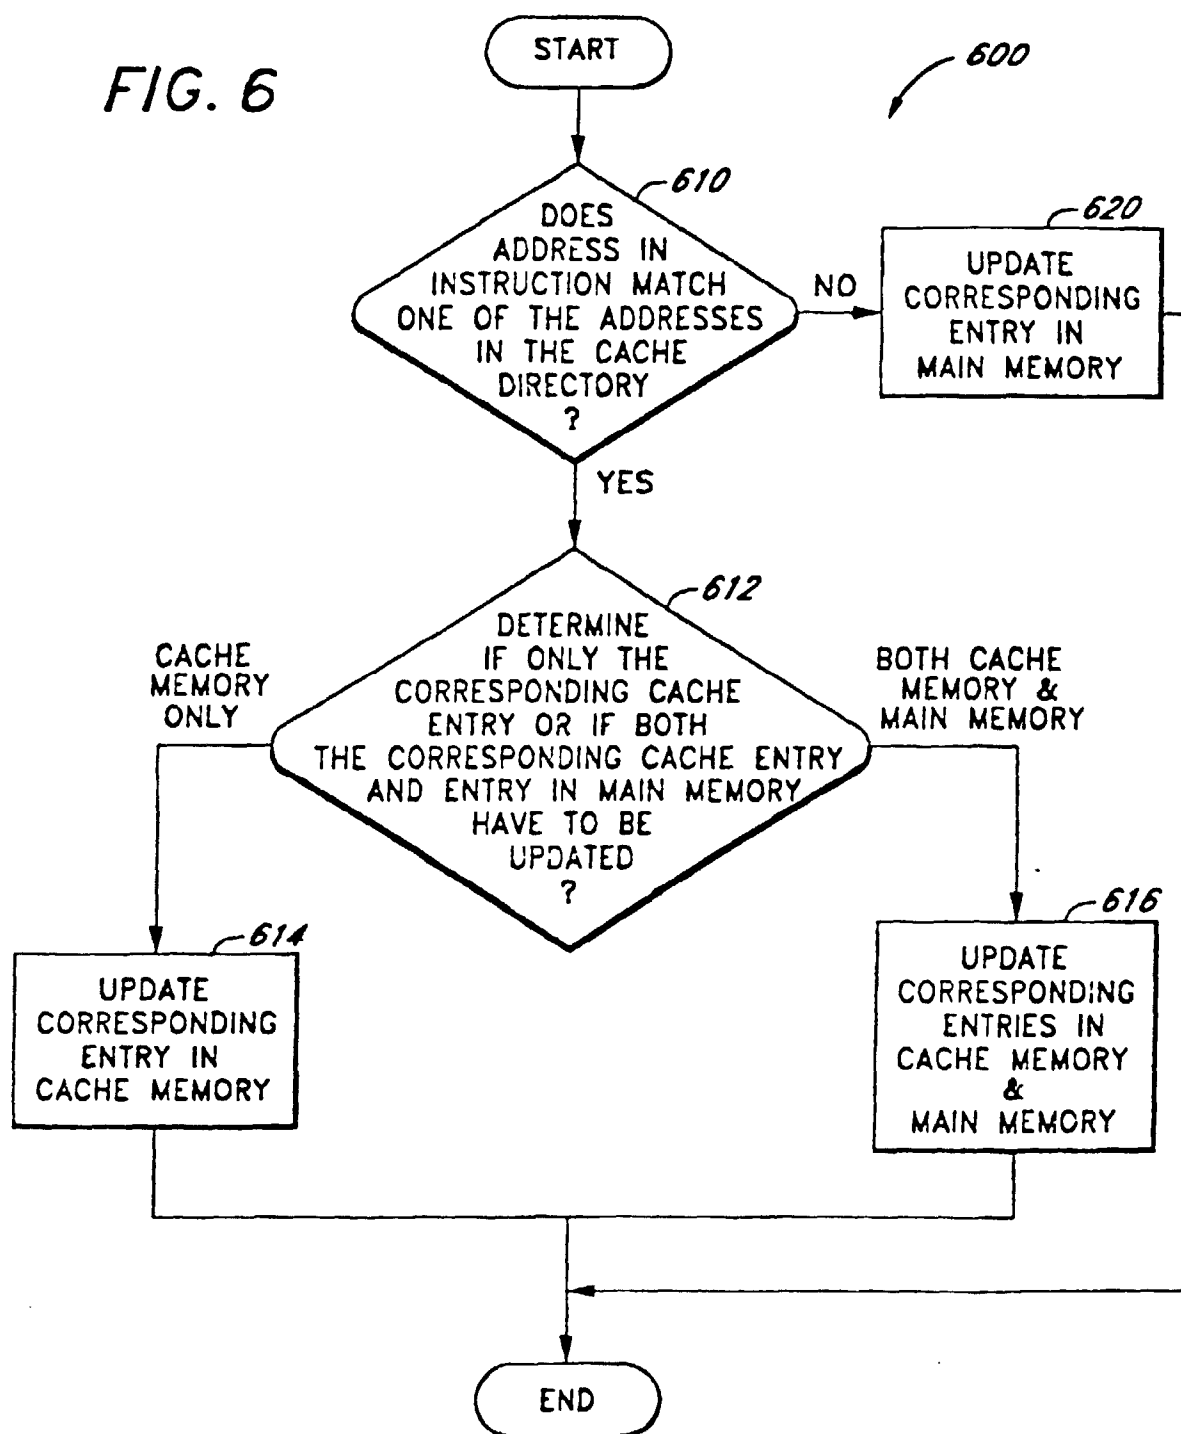 FIG. 6
START
600
610
DOES
ADDRESS IN
INSTRUCTION MATCH
ONE OF THE ADDRESSES
IN THE CACHE
DIRECTORY
?
NO
620
UPDATE
CORRESPONDING
ENTRY IN
MAIN MEMORY
YES
612
DETERMINE
IF ONLY THE
CORRESPONDING CACHE
ENTRY OR IF BOTH
THE CORRESPONDING CACHE ENTRY
AND ENTRY IN MAIN MEMORY
HAVE TO BE
UPDATED
?
CACHE
MEMORY
ONLY
BOTH CACHE
MEMORY &
MAIN MEMORY
614
UPDATE
CORRESPONDING
ENTRY IN
CACHE MEMORY
616
UPDATE
CORRESPONDING
ENTRIES IN
CACHE MEMORY
&
MAIN MEMORY
END